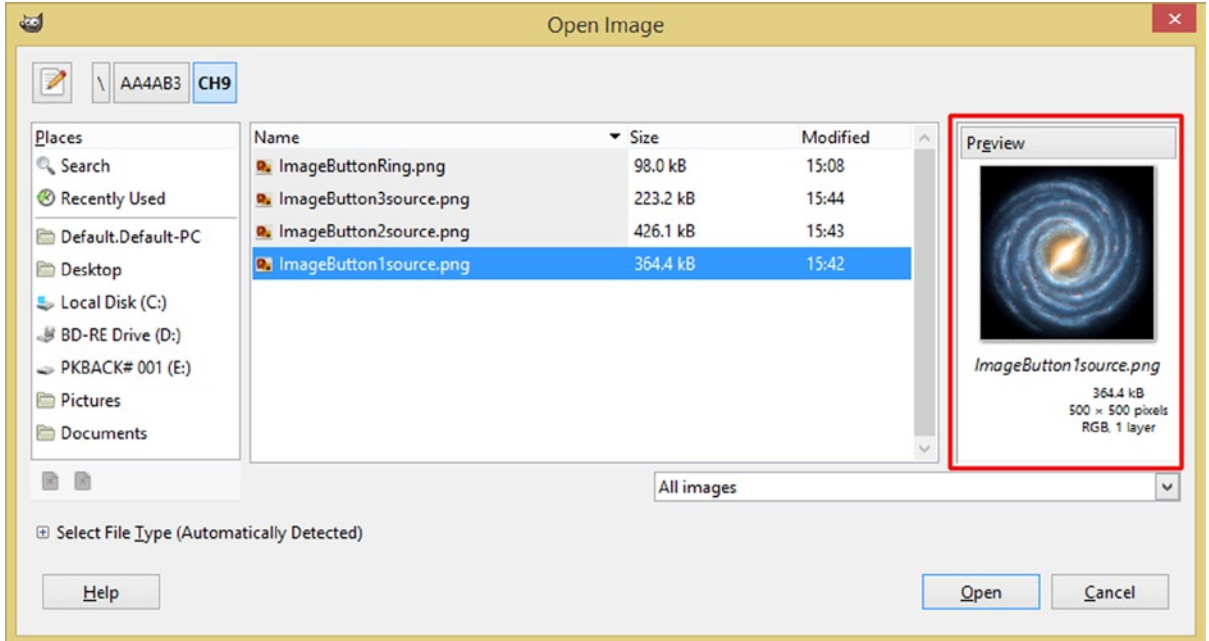 Open Image
\ AA4AB3 CH9
Places
Search
Recently Used
Default.Default-PC
Desktop
Local Disk (C:)
BD-RE Drive (D:)
PKBACK# 001 (E:)
Pictures
Documents
Name Size Modified
ImageButtonRing.png 98.0 kB 15:08
ImageButton3source.png 223.2 kB 15:44
ImageButton2source.png 426.1 kB 15:43
ImageButton1source.png 364.4 kB 15:42
Preview
ImageButton1source.png
364.4 kB
500 × 500 pixels
RGB, 1 layer
All images
Select File Type (Automatically Detected)
Help Open Cancel